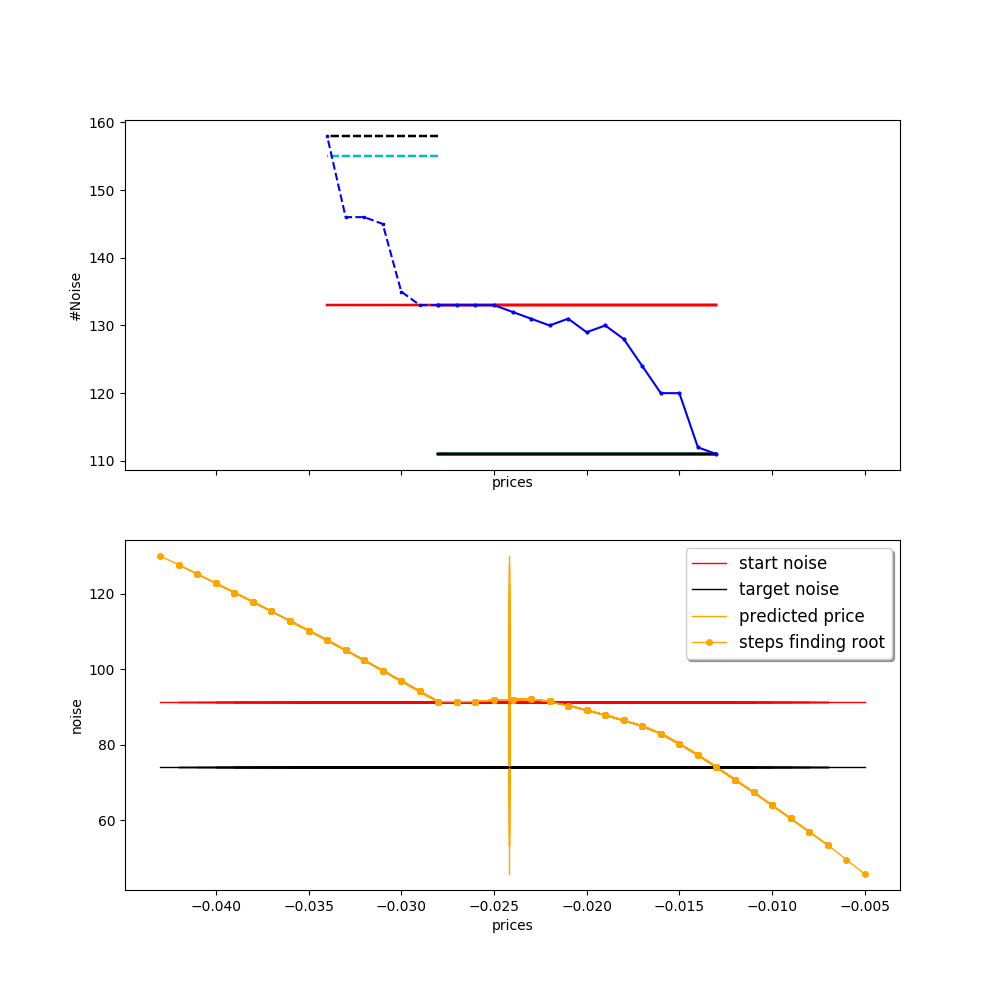 160
150
140
130
120
110
#Noise
prices
120
100
80
60
noise
start noise
target noise
predicted price
steps finding root
−0.040 −0.035 −0.030 −0.025 −0.020 −0.015 −0.010 −0.005
prices